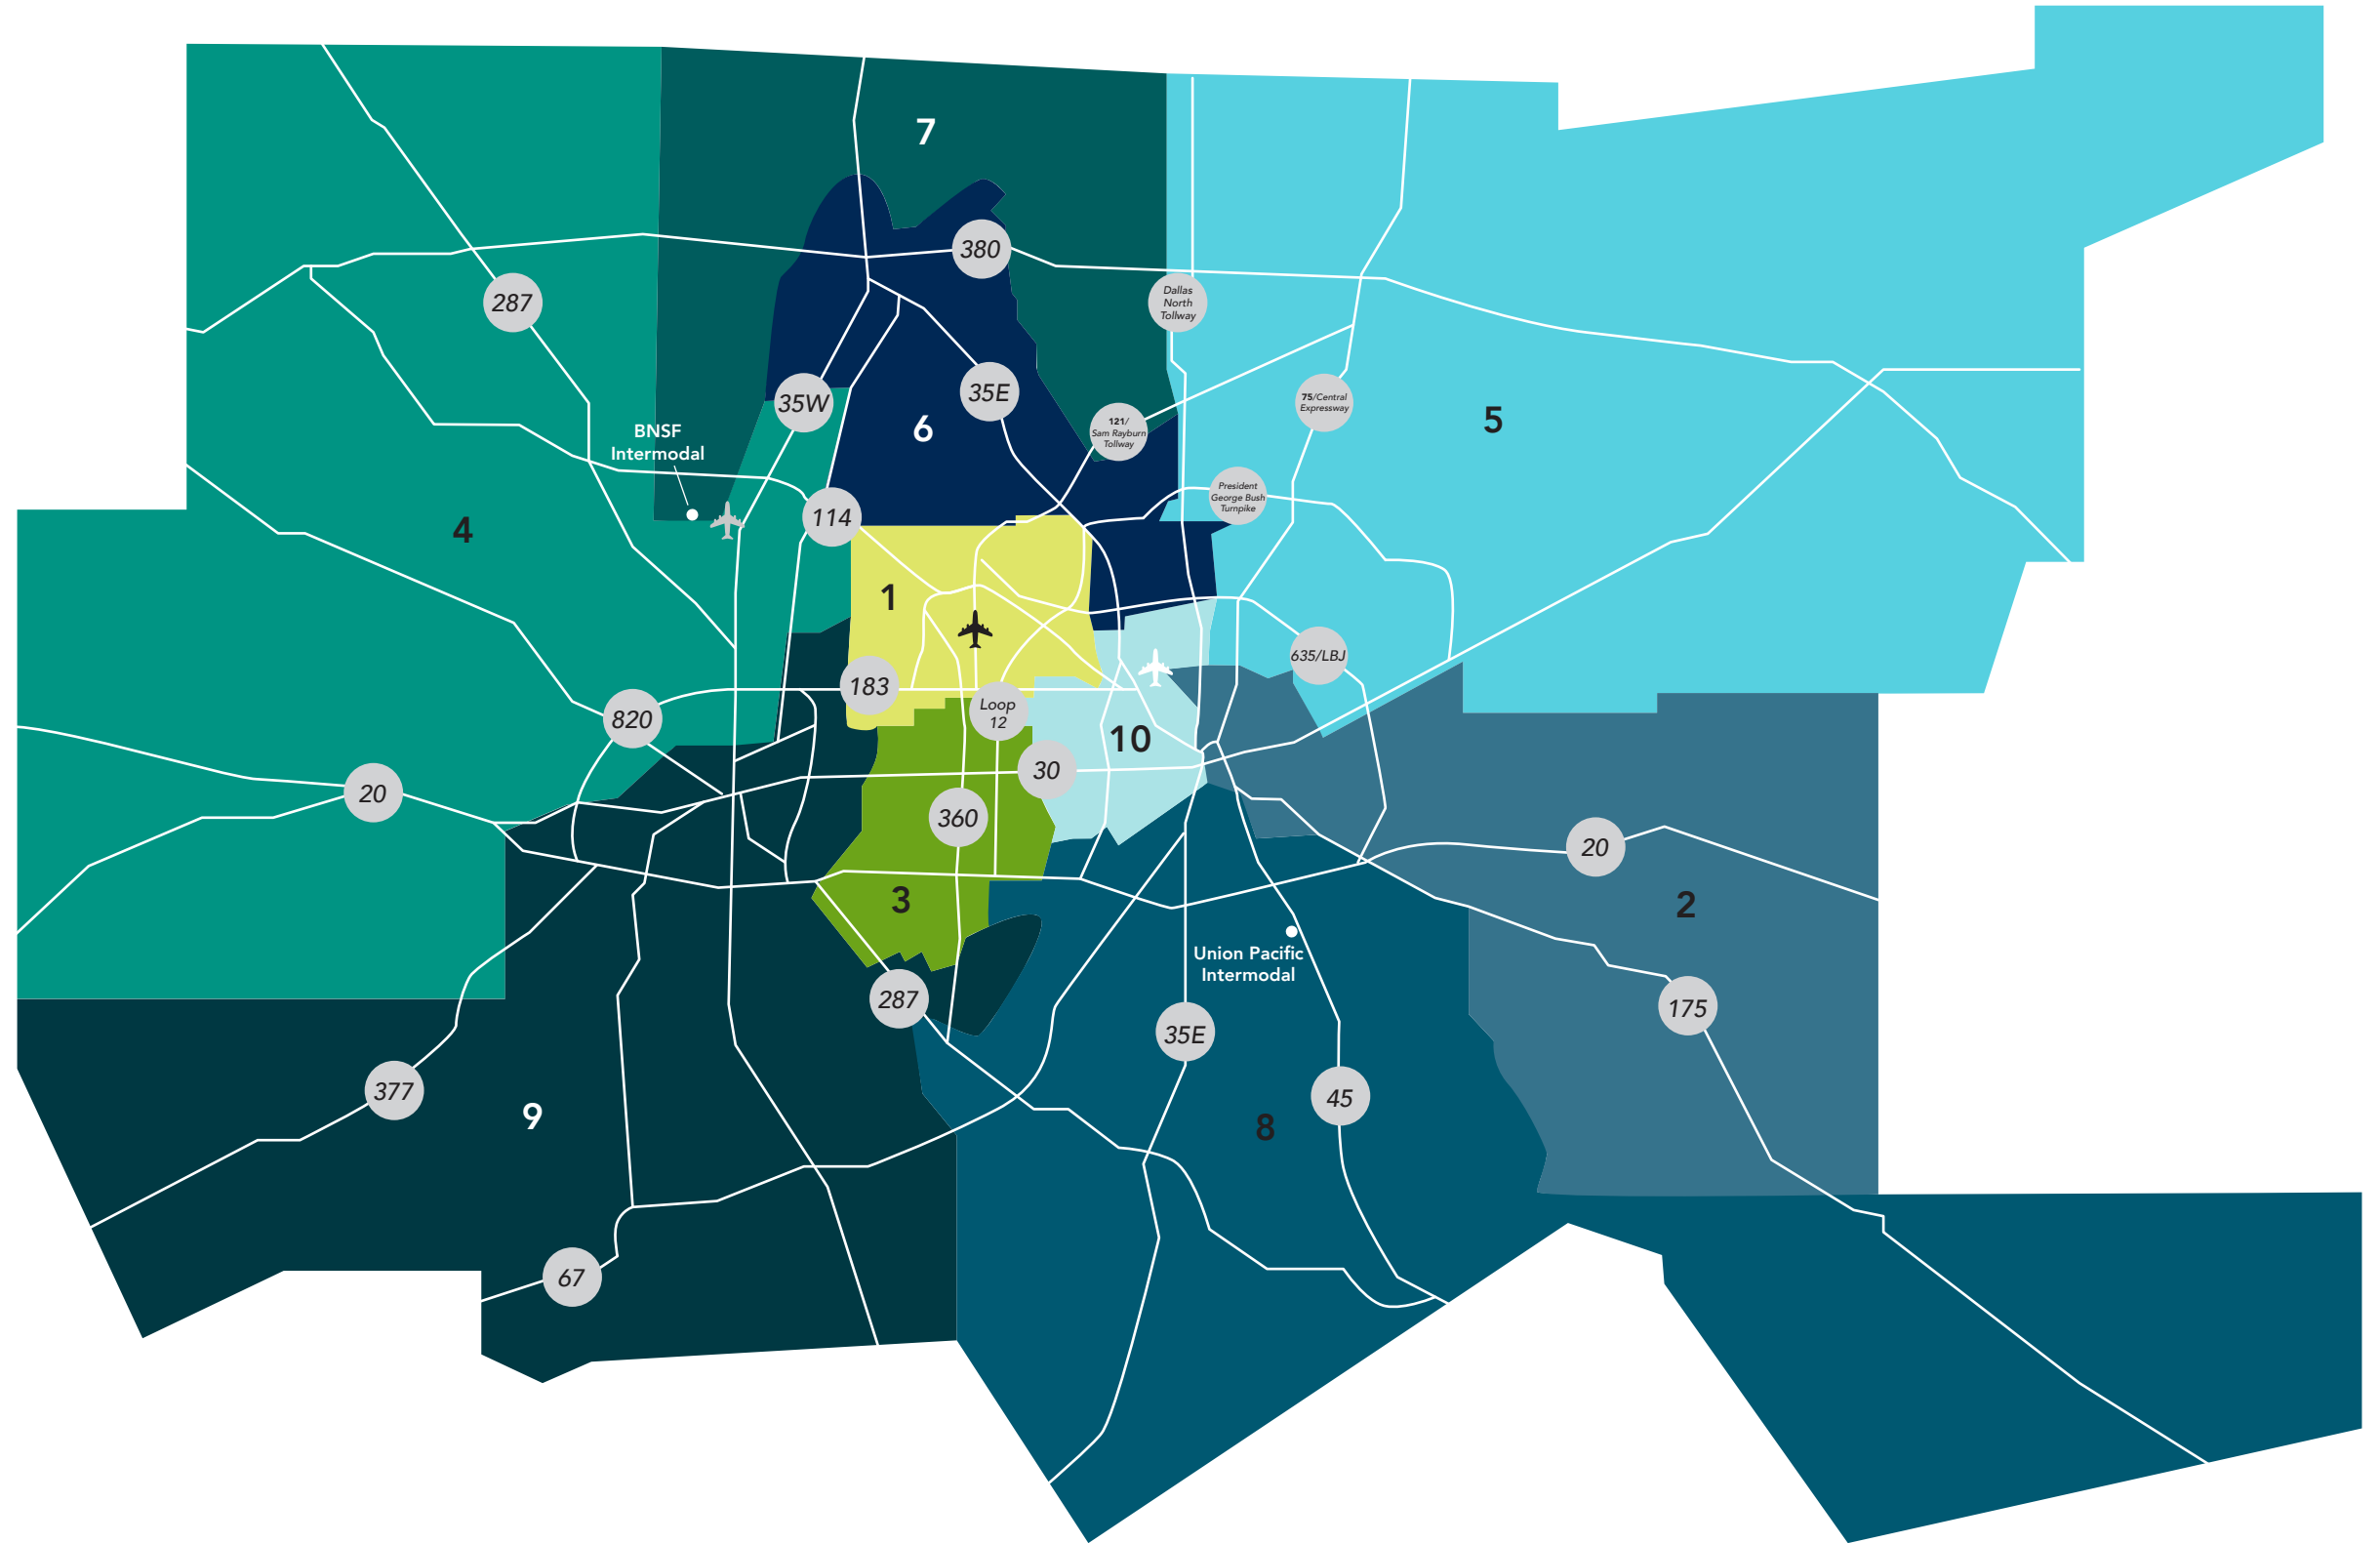 7
380
287
Dallas
North
Tollway
35W
35E
75/Central
Expressway
121/
Sam Rayburn
Tollway
5
6
BNSF
Intermodal
President
George Bush
Turnpike
4
114
1
635/LBJ
183
Loop
12
820
10
30
20
360
20
3
2
Union Pacific
Intermodal
287
175
35E
377
45
9
8
67